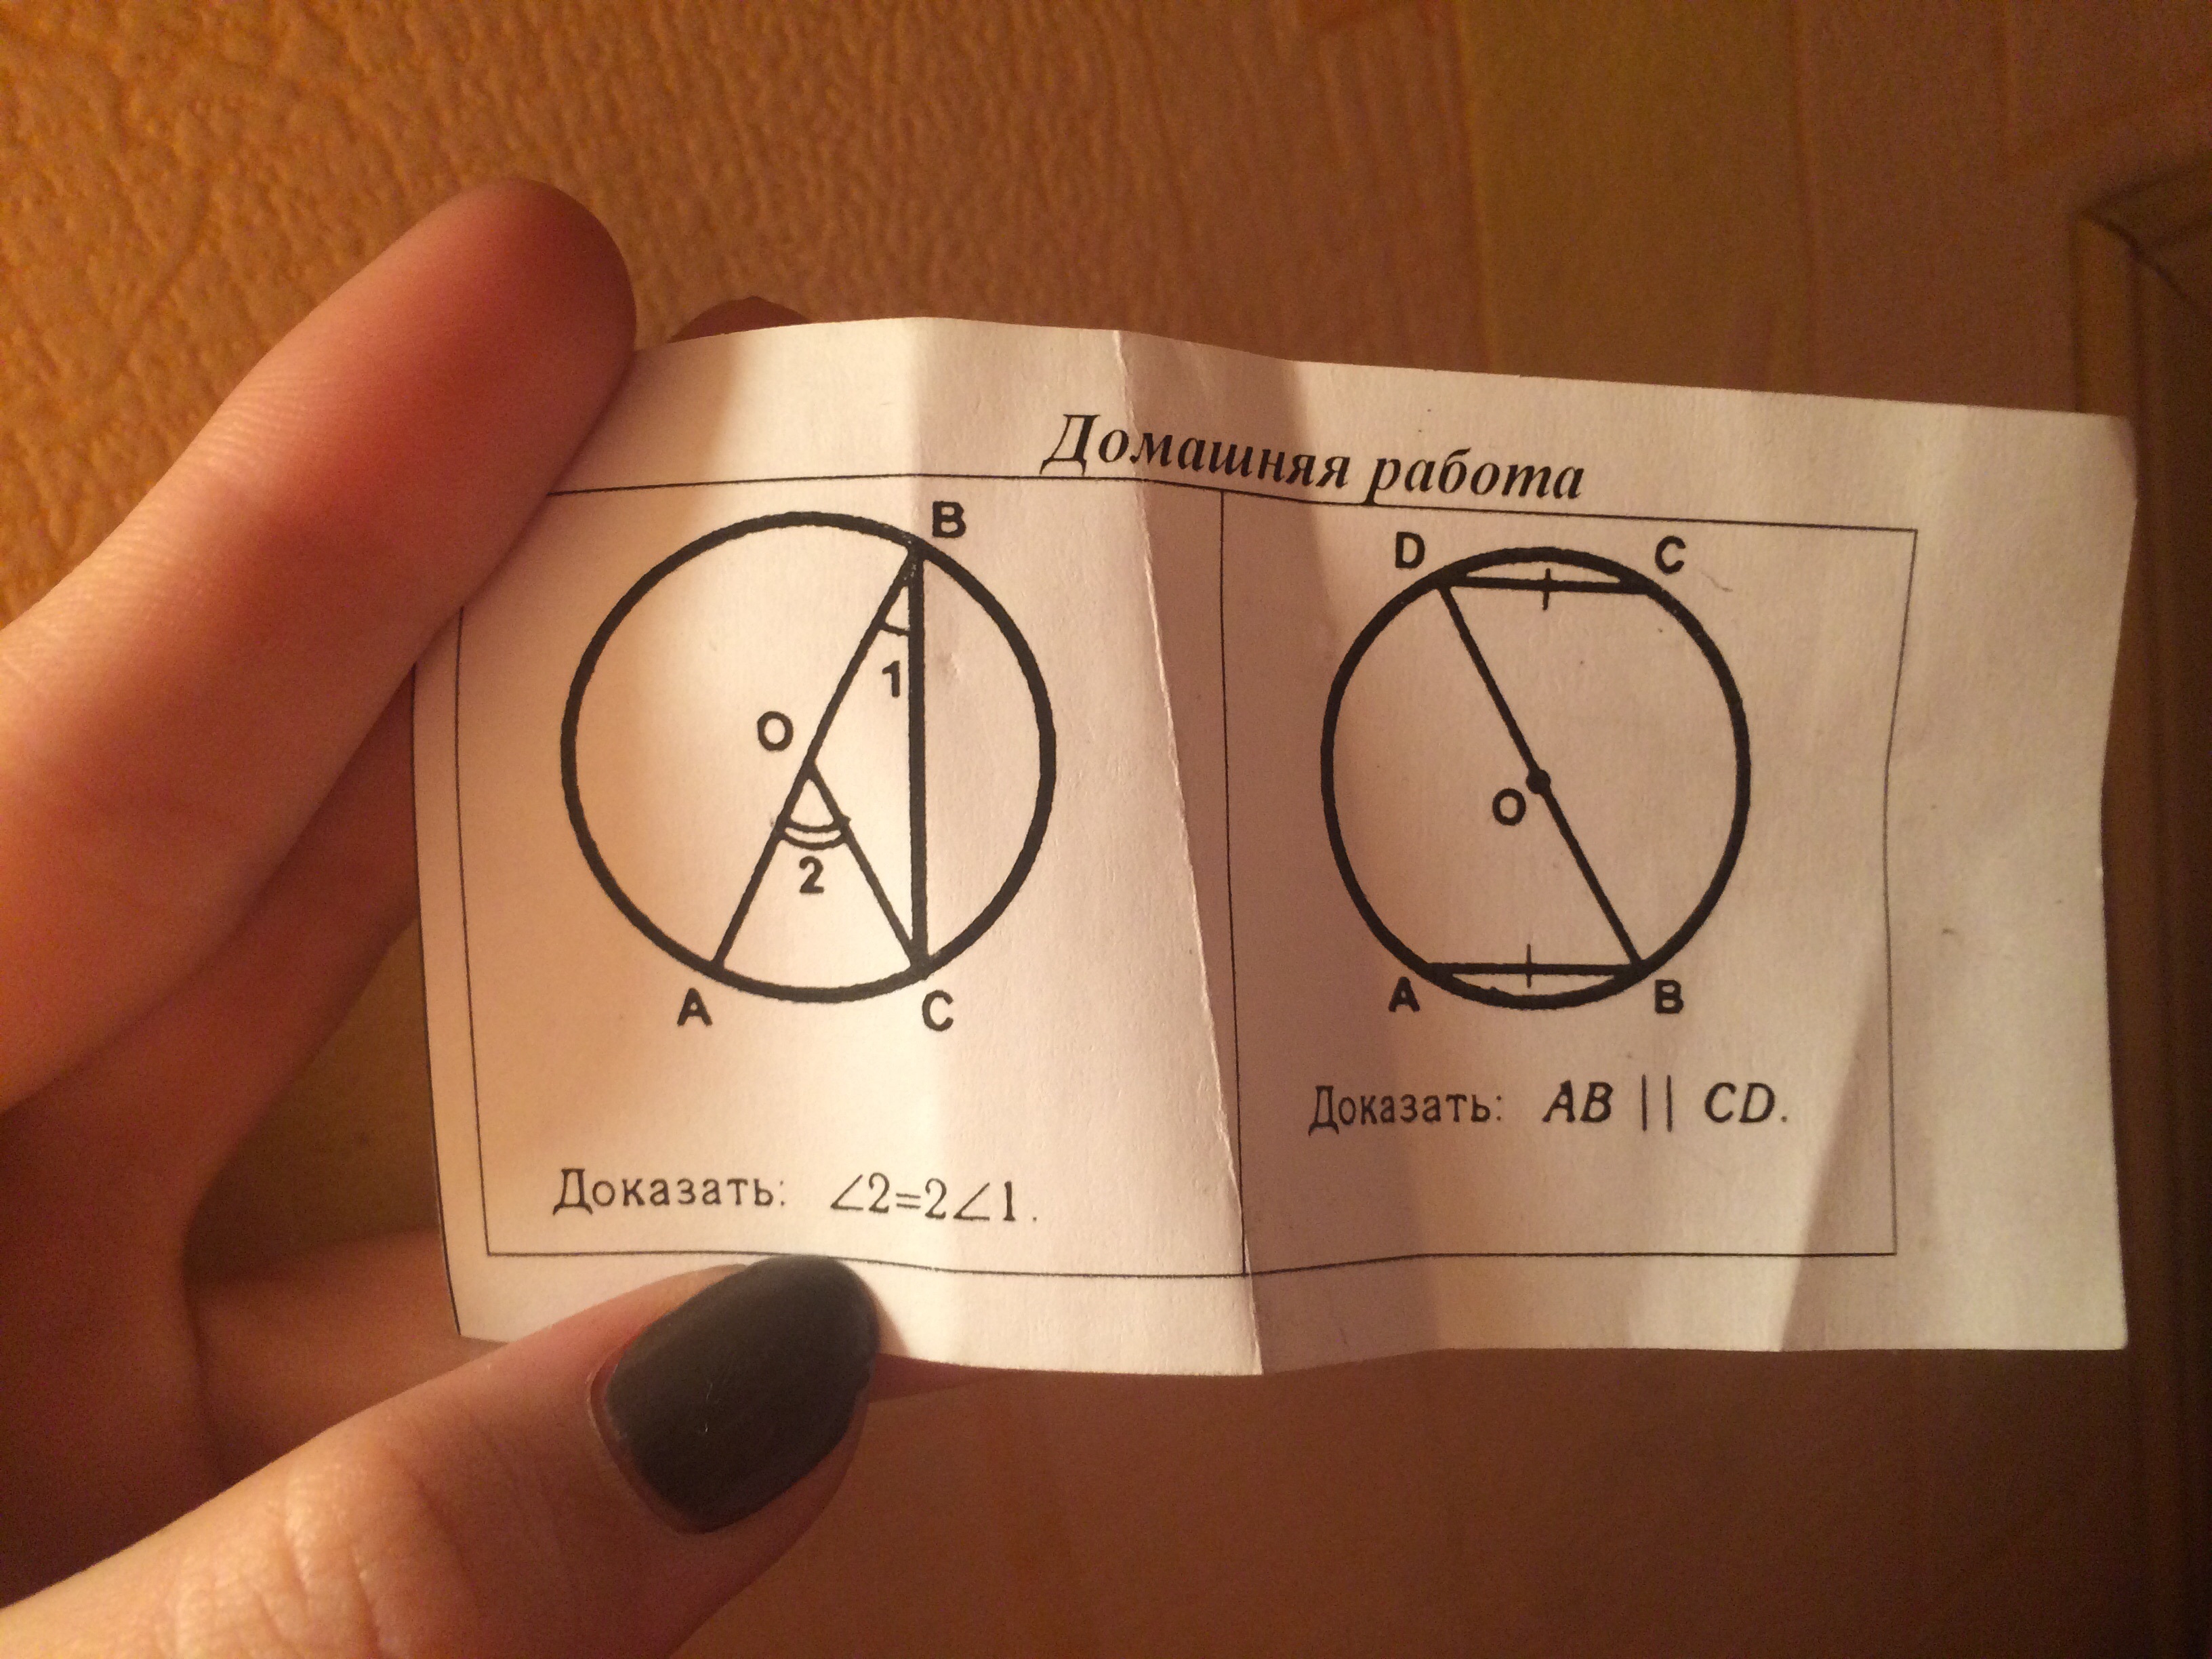 Домашняя работа
B
1
O
2
A
C
Доказать: ∠2=2∠1.
D
C
O
A
B
Доказать: AB || CD.